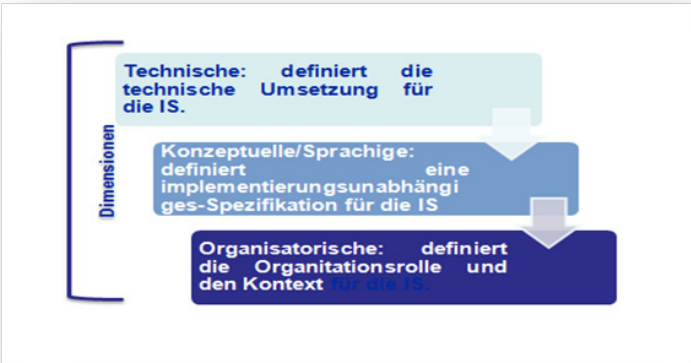 Dimensionen
Technische: definiert die
technische Umsetzung für
die IS.
Konzeptuelle/Sprachige:
definiert eine
implementierungsunabhängi
ges-Spezifikation für die IS
Organisatorische: definiert
die Organitationsrolle und
den Kontext für die IS.